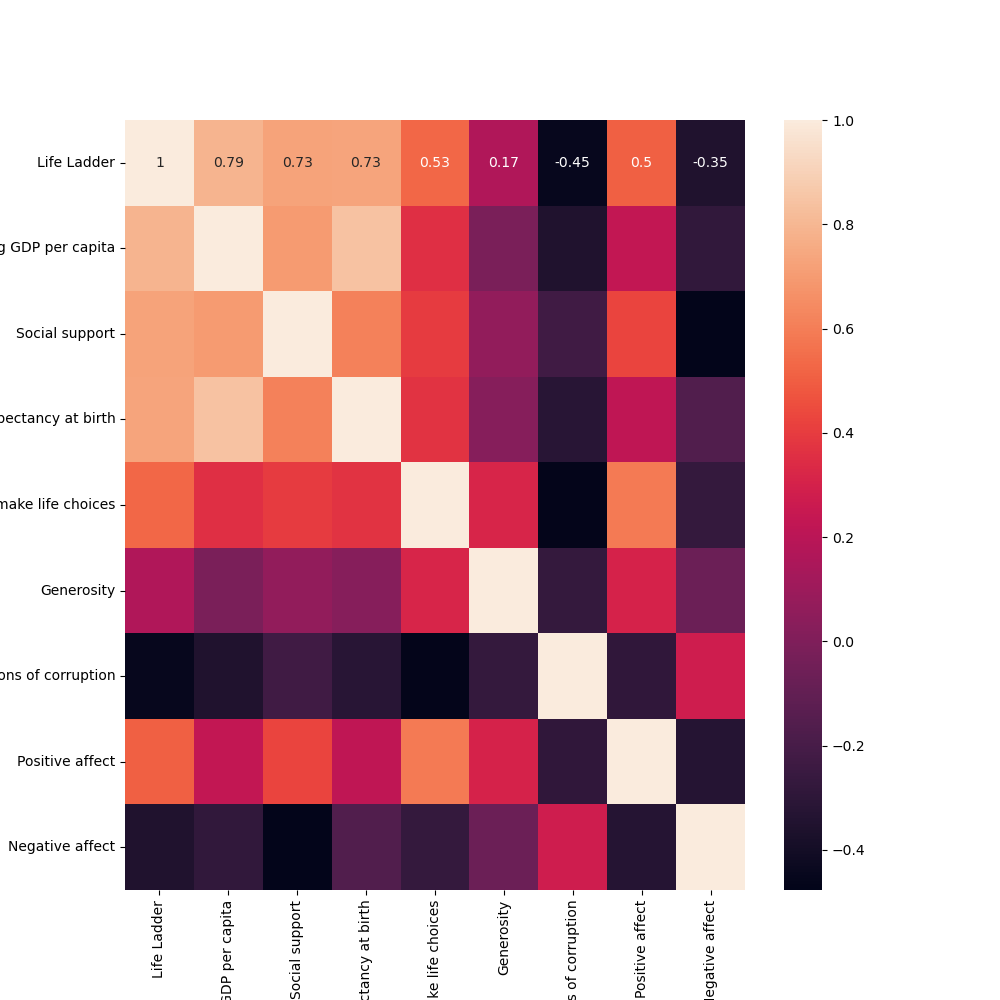 1.0
Life Ladder
1 0.79 0.73 0.73 0.53 0.17 -0.45 0.5 -0.35
0.8
g GDP per capita
Social support
0.6
pectancy at birth
0.4
make life choices
0.2
Generosity
0.0
ons of corruption
−0.2
Positive affect
Negative affect
−0.4
Life Ladder
GDP per capita
Social support
ctancy at birth
ke life choices
Generosity
s of corruption
Positive affect
Negative affect